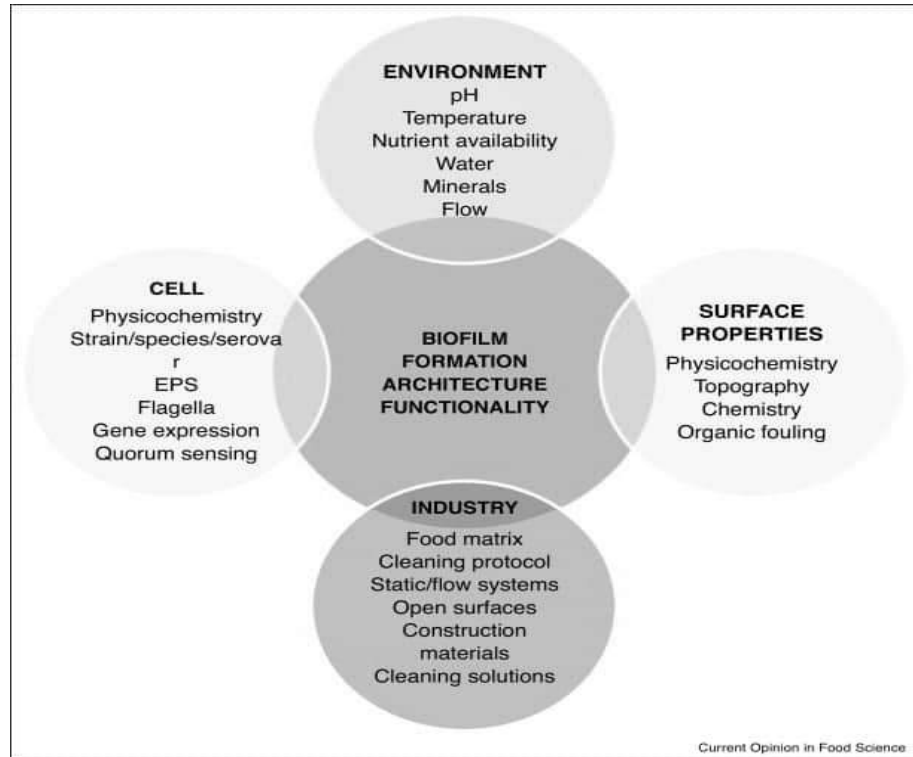 ENVIRONMENT
pH
Temperature
Nutrient availability
Water
Minerals
Flow
CELL
Physicochemistry
Strain/species/serova
r
EPS
Flagella
Gene expression
Quorum sensing
BIOFILM
FORMATION
ARCHITECTURE
FUNCTIONALITY
SURFACE
PROPERTIES
Physicochemistry
Topography
Chemistry
Organic fouling
INDUSTRY
Food matrix
Cleaning protocol
Static/flow systems
Open surfaces
Construction
materials
Cleaning solutions
Current Opinion in Food Science